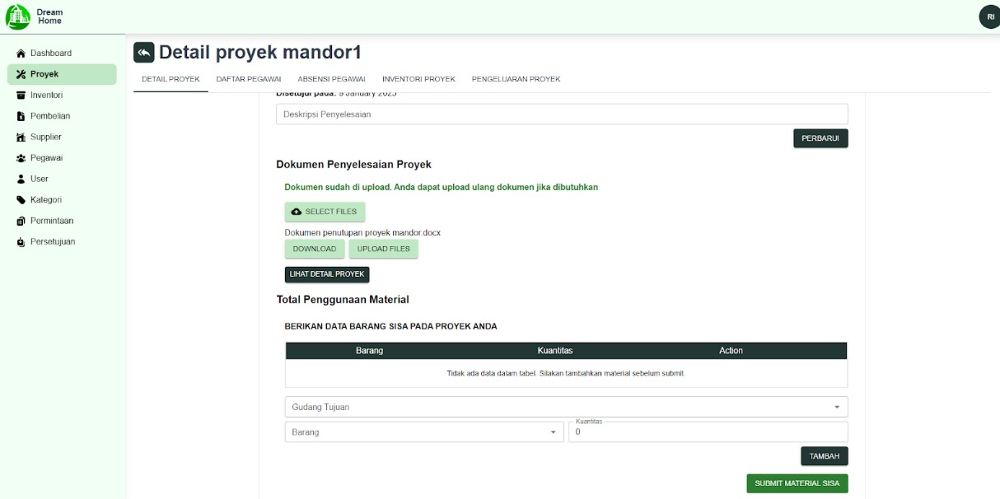 Dream
Home
RI
Dashboard
Proyek
Inventori
Pembelian
Supplier
Pegawai
User
Kategori
Permintaan
Persetujuan
Detail proyek mandor1
DETAIL PROYEK DAFTAR PEGAWAI ABSENSI PEGAWAI INVENTORI PROYEK PENGELUARAN PROYEK
Disetujui pada: 9 January 2025
Deskripsi Penyelesaian
PERBARUI
Dokumen Penyelesaian Proyek
Dokumen sudah di upload. Anda dapat upload ulang dokumen jika dibutuhkan
SELECT FILES
Dokumen penutupan proyek mandor.docx
DOWNLOAD UPLOAD FILES
LIHAT DETAIL PROYEK
Total Penggunaan Material
BERIKAN DATA BARANG SISA PADA PROYEK ANDA
Barang Kuantitas Action
Tidak ada data dalam tabel. Silakan tambahkan material sebelum submit.
Gudang Tujuan
Kuantitas
Barang 0
TAMBAH
SUBMIT MATERIAL SISA